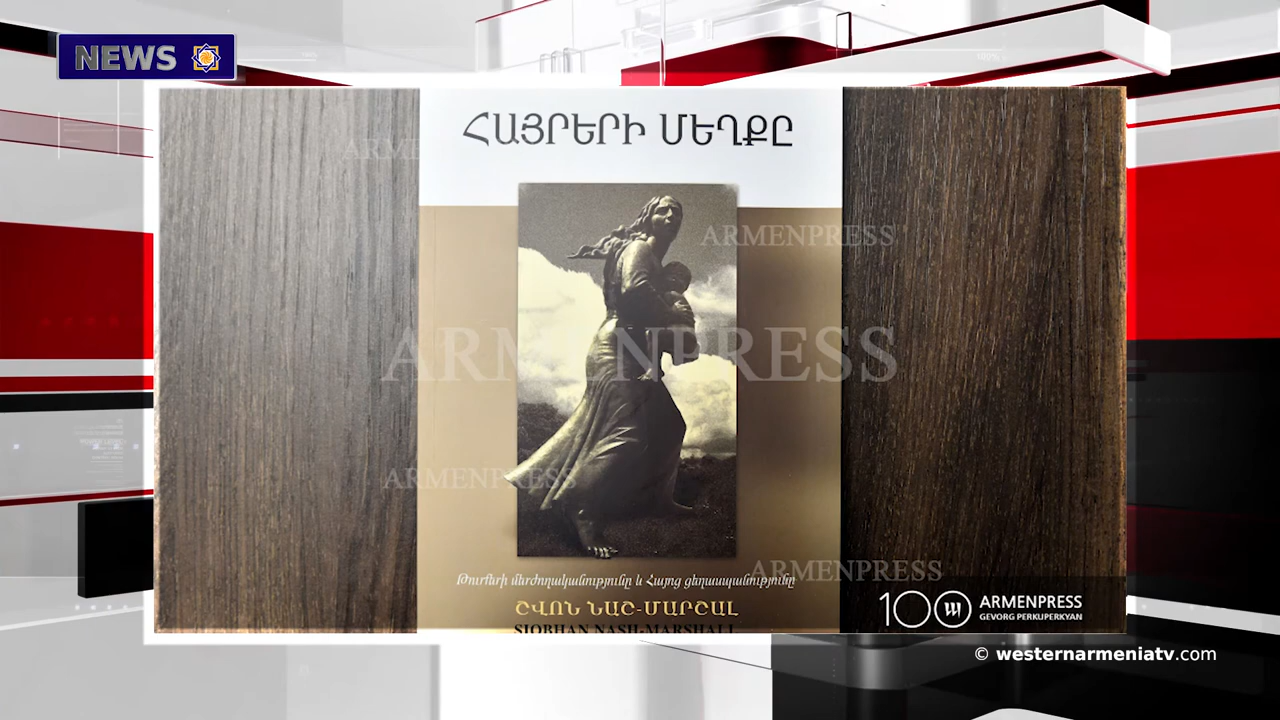 NEWS
ՀԱՅՐԵՐԻ ՄԵՂՔԸ
ARMENPRESS
ARMENPRESS
ARMENPRESS
ARMENPRESS
Թուրքերի մերժողականությունը և Հայոց ցեղասպանությունը
ՇՎՈՆ ՆԱՇ-ՄԱՐՇԱԼ
SIOBHAN NASH-MARSHALL
100 ARMENPRESS
GEVORG PERKUPERKYAN
© westernarmeniatv.com